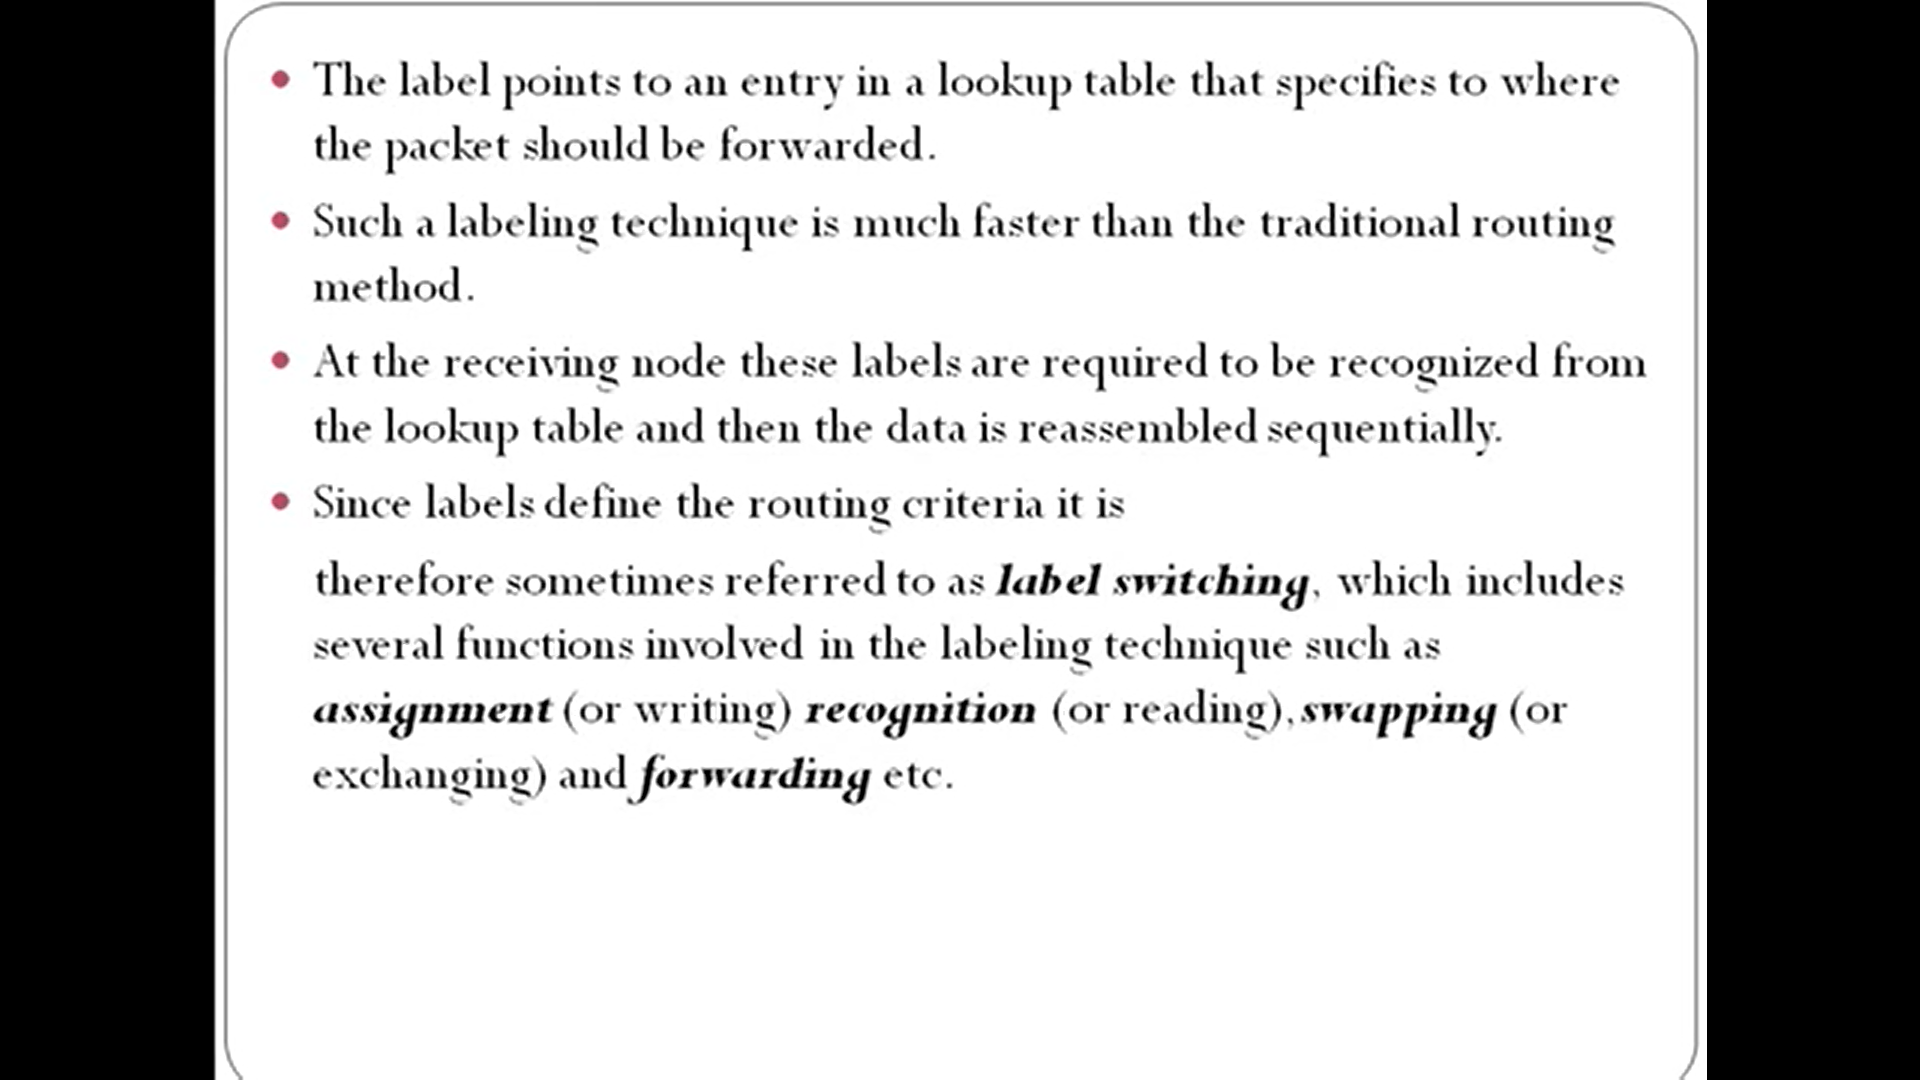 • The label points to an entry in a lookup table that specifies to where
the packet should be forwarded.
• Such a labeling technique is much faster than the traditional routing
method.
• At the receiving node these labels are required to be recognized from
the lookup table and then the data is reassembled sequentially.
• Since labels define the routing criteria it is
therefore sometimes referred to as label switching, which includes
several functions involved in the labeling technique such as
assignment (or writing) recognition (or reading), swapping (or
exchanging) and forwarding etc.